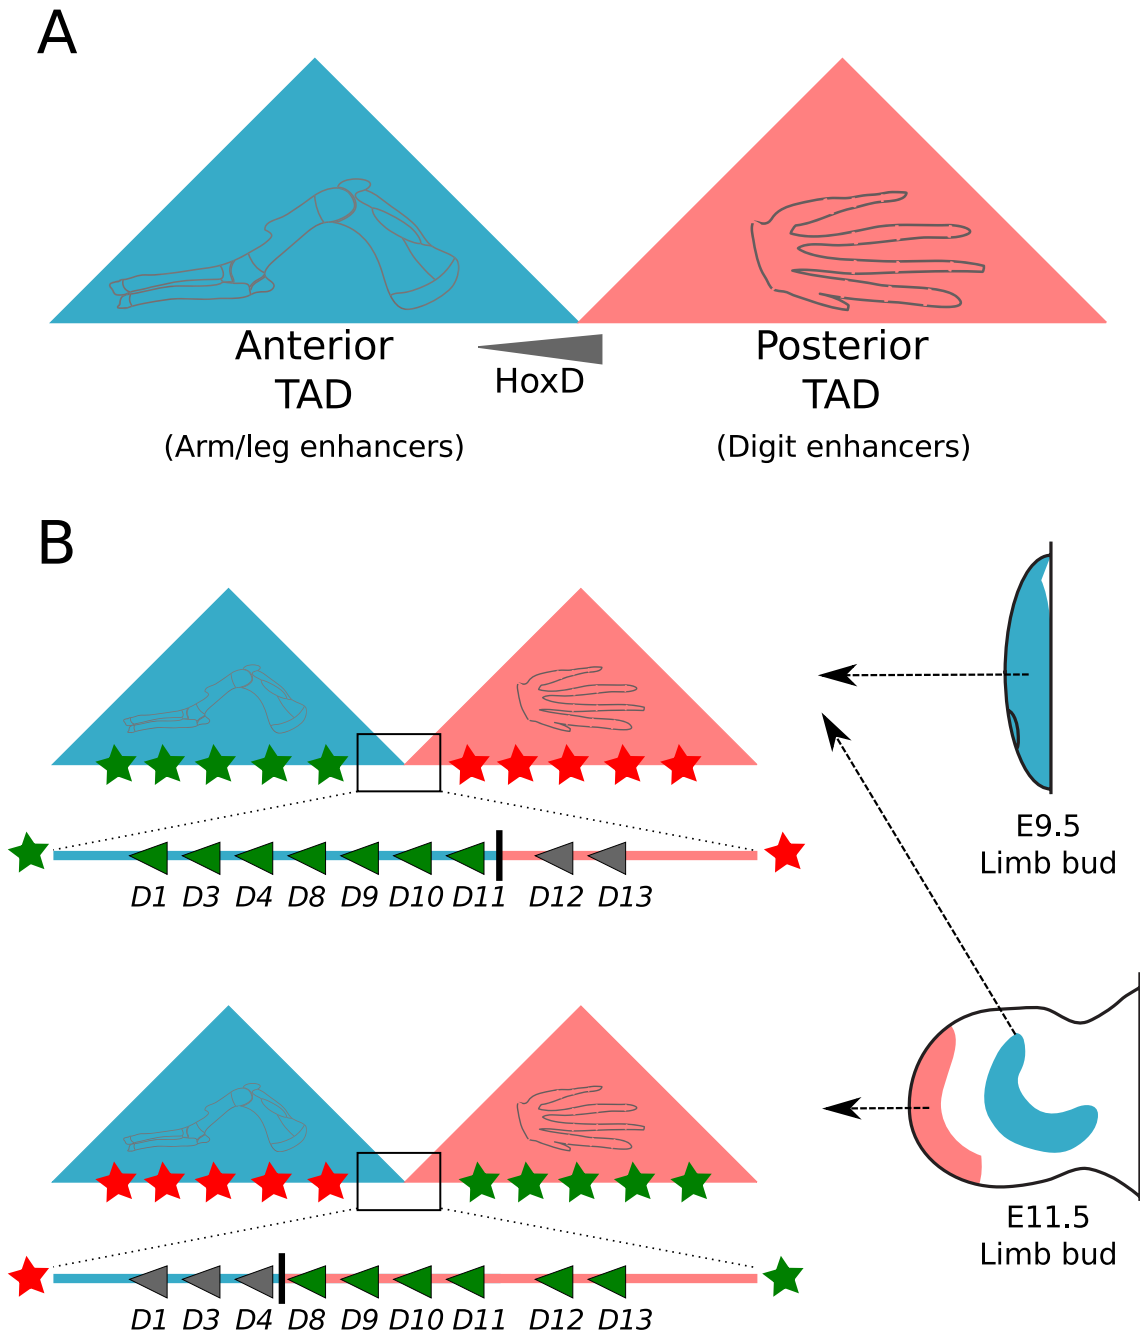 A
Anterior
TAD
(Arm/leg enhancers)
HoxD
Posterior
TAD
(Digit enhancers)
B
D1 D3 D4 D8 D9 D10 D11 D12 D13
E9.5
Limb bud
D1 D3 D4 D8 D9 D10 D11 D12 D13
E11.5
Limb bud